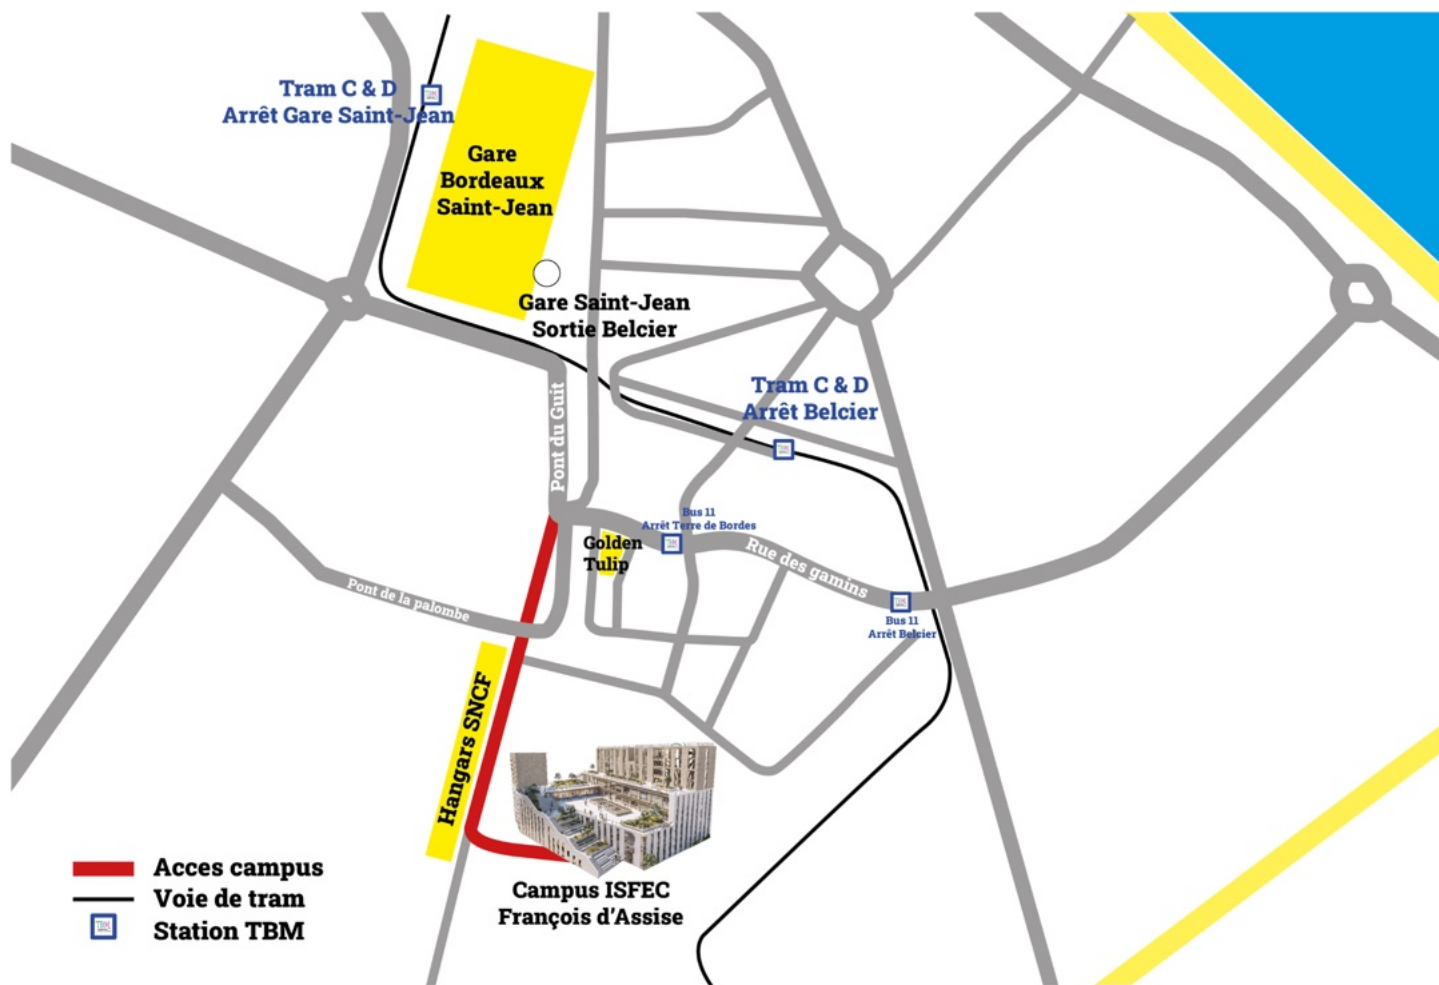 Tram C & D
Arrêt Gare Saint-Jean
Gare
Bordeaux
Saint-Jean
Gare Saint-Jean
Sortie Belcier
Tram C & D
Arrêt Belcier
Pont du Guit
Bus 11
Arrêt Terre de Bordes
Golden
Tulip
Rue des gamins
Pont de la palombe
Bus 11
Arrêt Belcier
Hangars SNCF
Campus ISFEC
François d'Assise
Acces campus
Voie de tram
TBM
Station TBM